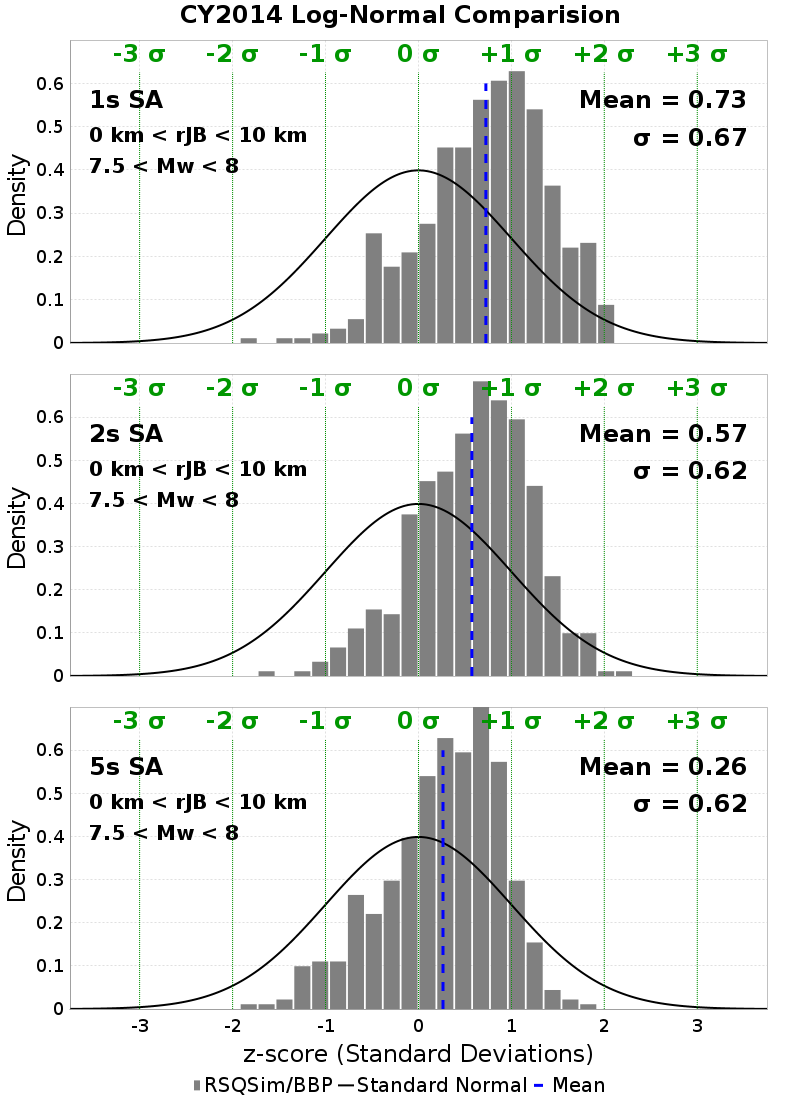 CY2014 Log-Normal Comparision
-3 σ -2 σ -1 σ 0 σ +1 σ +2 σ +3 σ
1s SA
0 km < rJB < 10 km
7.5 < Mw < 8
Mean = 0.73
σ = 0.67
Density
0.6
0.5
0.4
0.3
0.2
0.1
0
-3 σ -2 σ -1 σ 0 σ +1 σ +2 σ +3 σ
2s SA
0 km < rJB < 10 km
7.5 < Mw < 8
Mean = 0.57
σ = 0.62
Density
0.6
0.5
0.4
0.3
0.2
0.1
0
-3 σ -2 σ -1 σ 0 σ +1 σ +2 σ +3 σ
5s SA
0 km < rJB < 10 km
7.5 < Mw < 8
Mean = 0.26
σ = 0.62
Density
0.6
0.5
0.4
0.3
0.2
0.1
0
-3 -2 -1 0 1 2 3
z-score (Standard Deviations)
RSQSim/BBP Standard Normal Mean